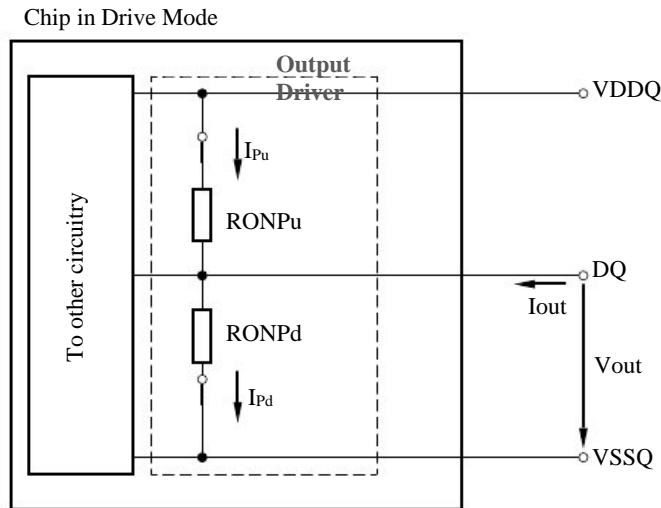 Chip in Drive Mode
Output
Driver
VDDQ
IPu
RONPu
To other circuitry
DQ
Iout
RONPd
Vout
IPd
VSSQ